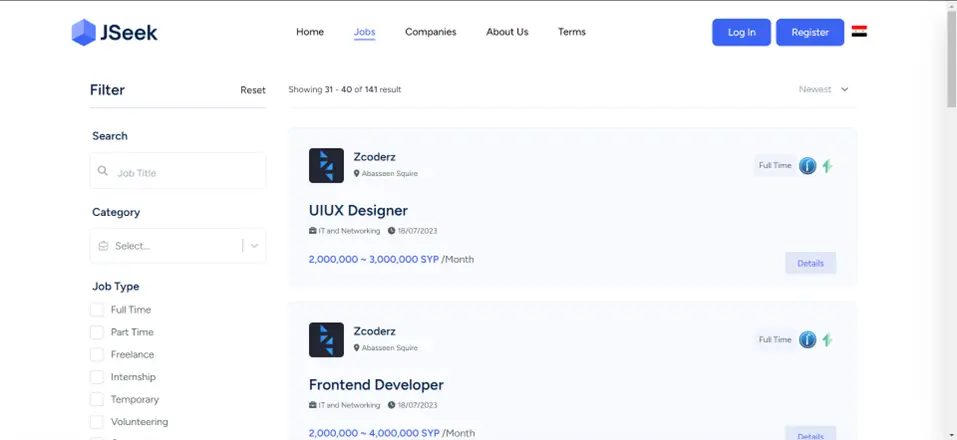 JSeek
Home Jobs Companies About Us Terms
Log In Register
Filter Reset
Showing 31 - 40 of 141 result
Newest
Search
Job Title
Category
Select...
Job Type
Full Time
Part Time
Freelance
Internship
Temporary
Volunteering
Zcoderz
Abasseen Squire
Full Time
UIUX Designer
IT and Networking 18/07/2023
2,000,000 ~ 3,000,000 SYP /Month
Details
Zcoderz
Abasseen Squire
Full Time
Frontend Developer
IT and Networking 18/07/2023
2,000,000 ~ 4,000,000 SYP /Month
Details